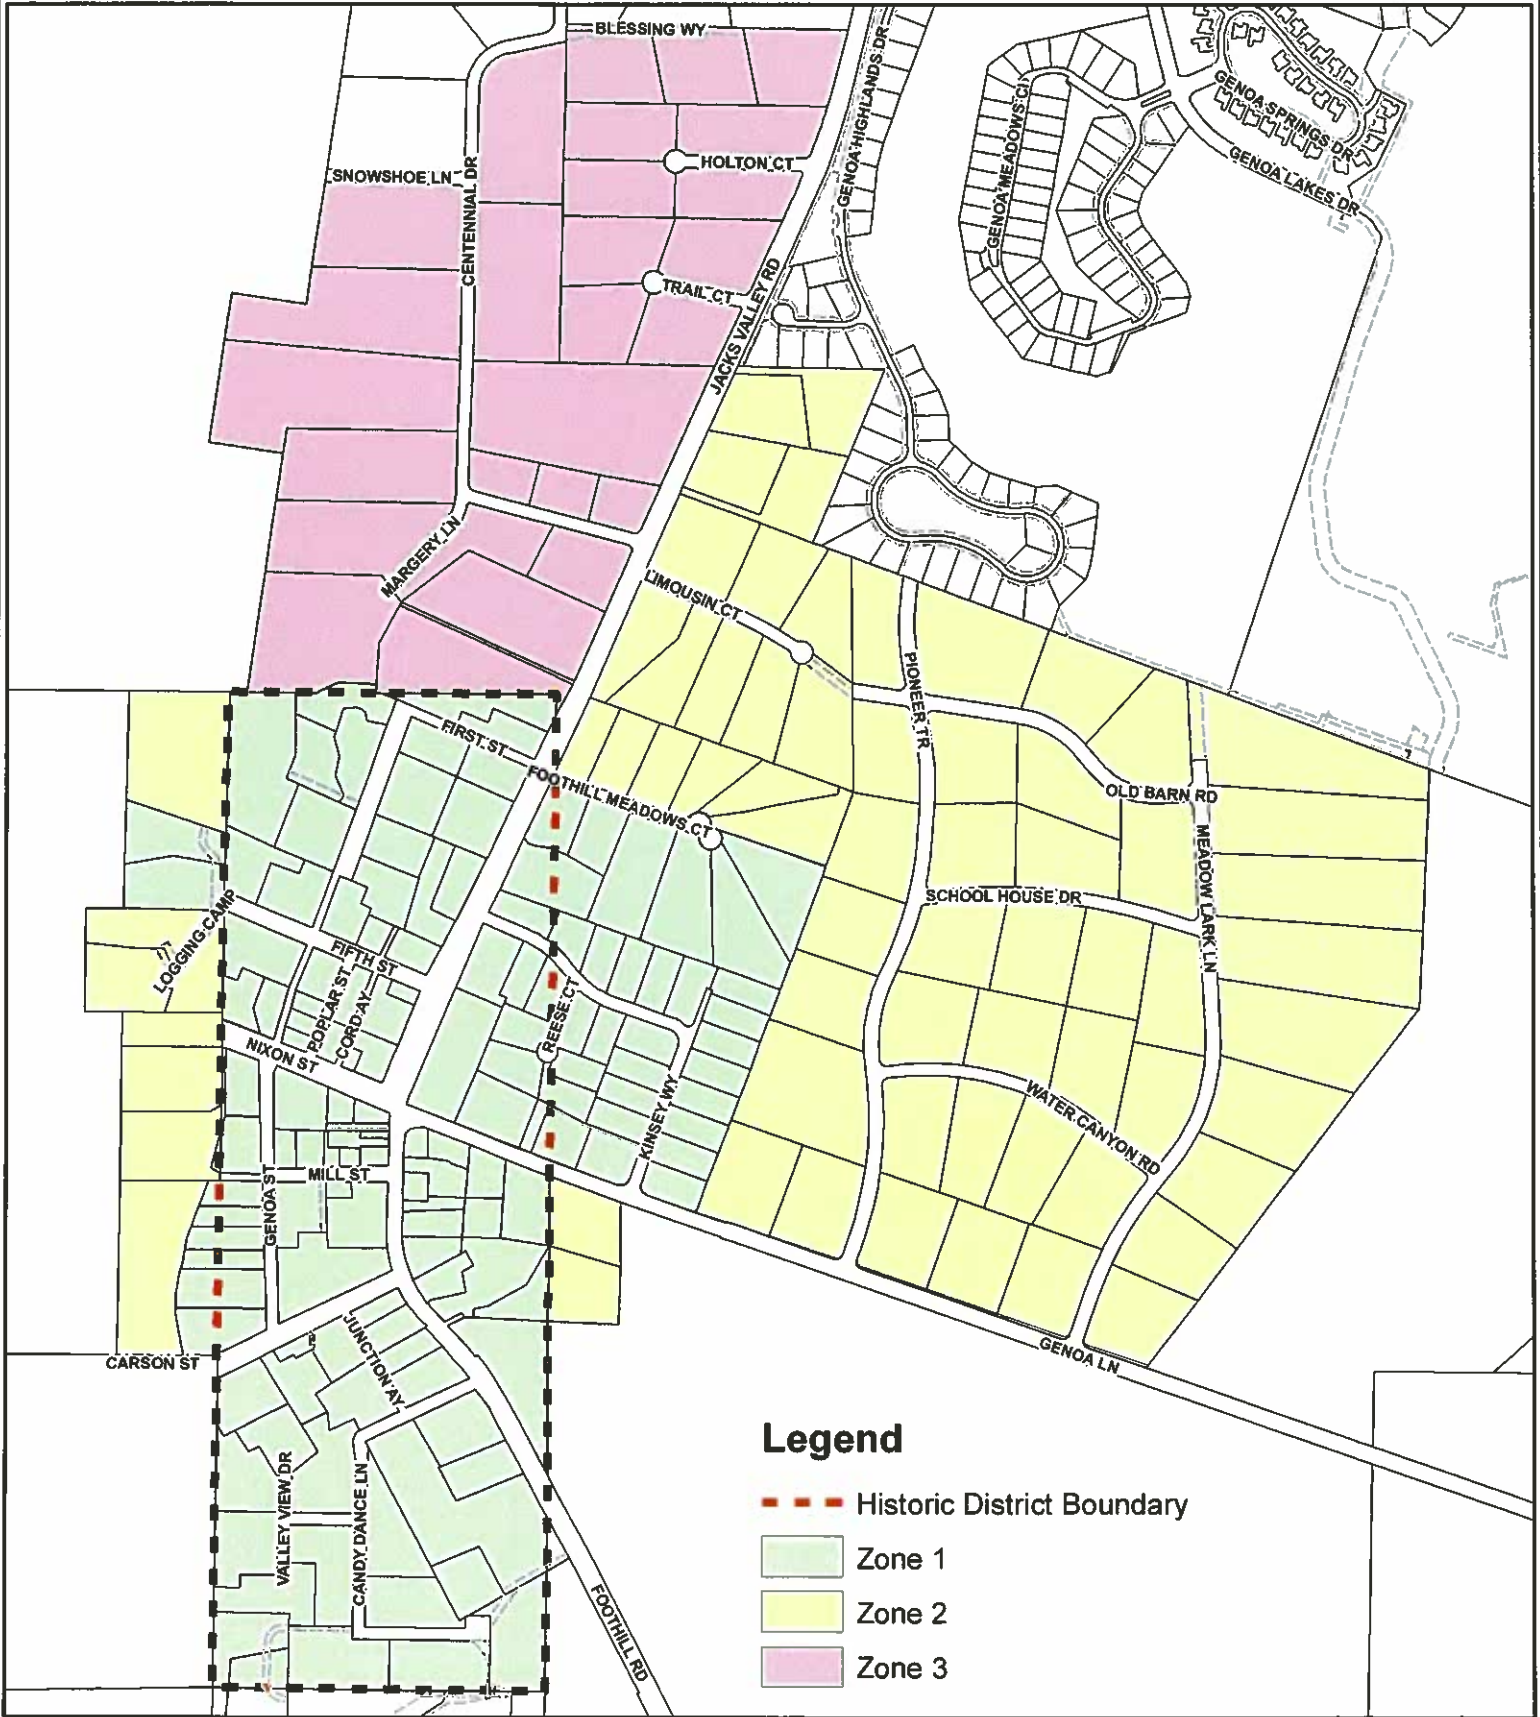 BLESSING WY
GENOA HIGHLANDS DR
GENOA MEADOWS CI
GENOA SPRINGS DR
GENOA LAKES DR
HOLTON CT
SNOWSHOE LN
CENTENNIAL DR
TRAIL CT
JACKS VALLEY RD
MARGERY LN
LIMOUSIN CT
PIONEER TR
FIRST ST
FOOTHILL MEADOWS CT
OLD BARN RD
MEADOW LARK LN
SCHOOL HOUSE DR
LOGGING CAMP
FIFTH ST
POPLAR ST
CORD AY
REESE CT
NIXON ST
KINSEY WY
WATER CANYON RD
MILL ST
GENOA ST
CARSON ST
JUNCTION AY
GENOA LN
VALLEY VIEW DR
CANDY DANCE LN
FOOTHILL RD
Legend
Historic District Boundary
Zone 1
Zone 2
Zone 3